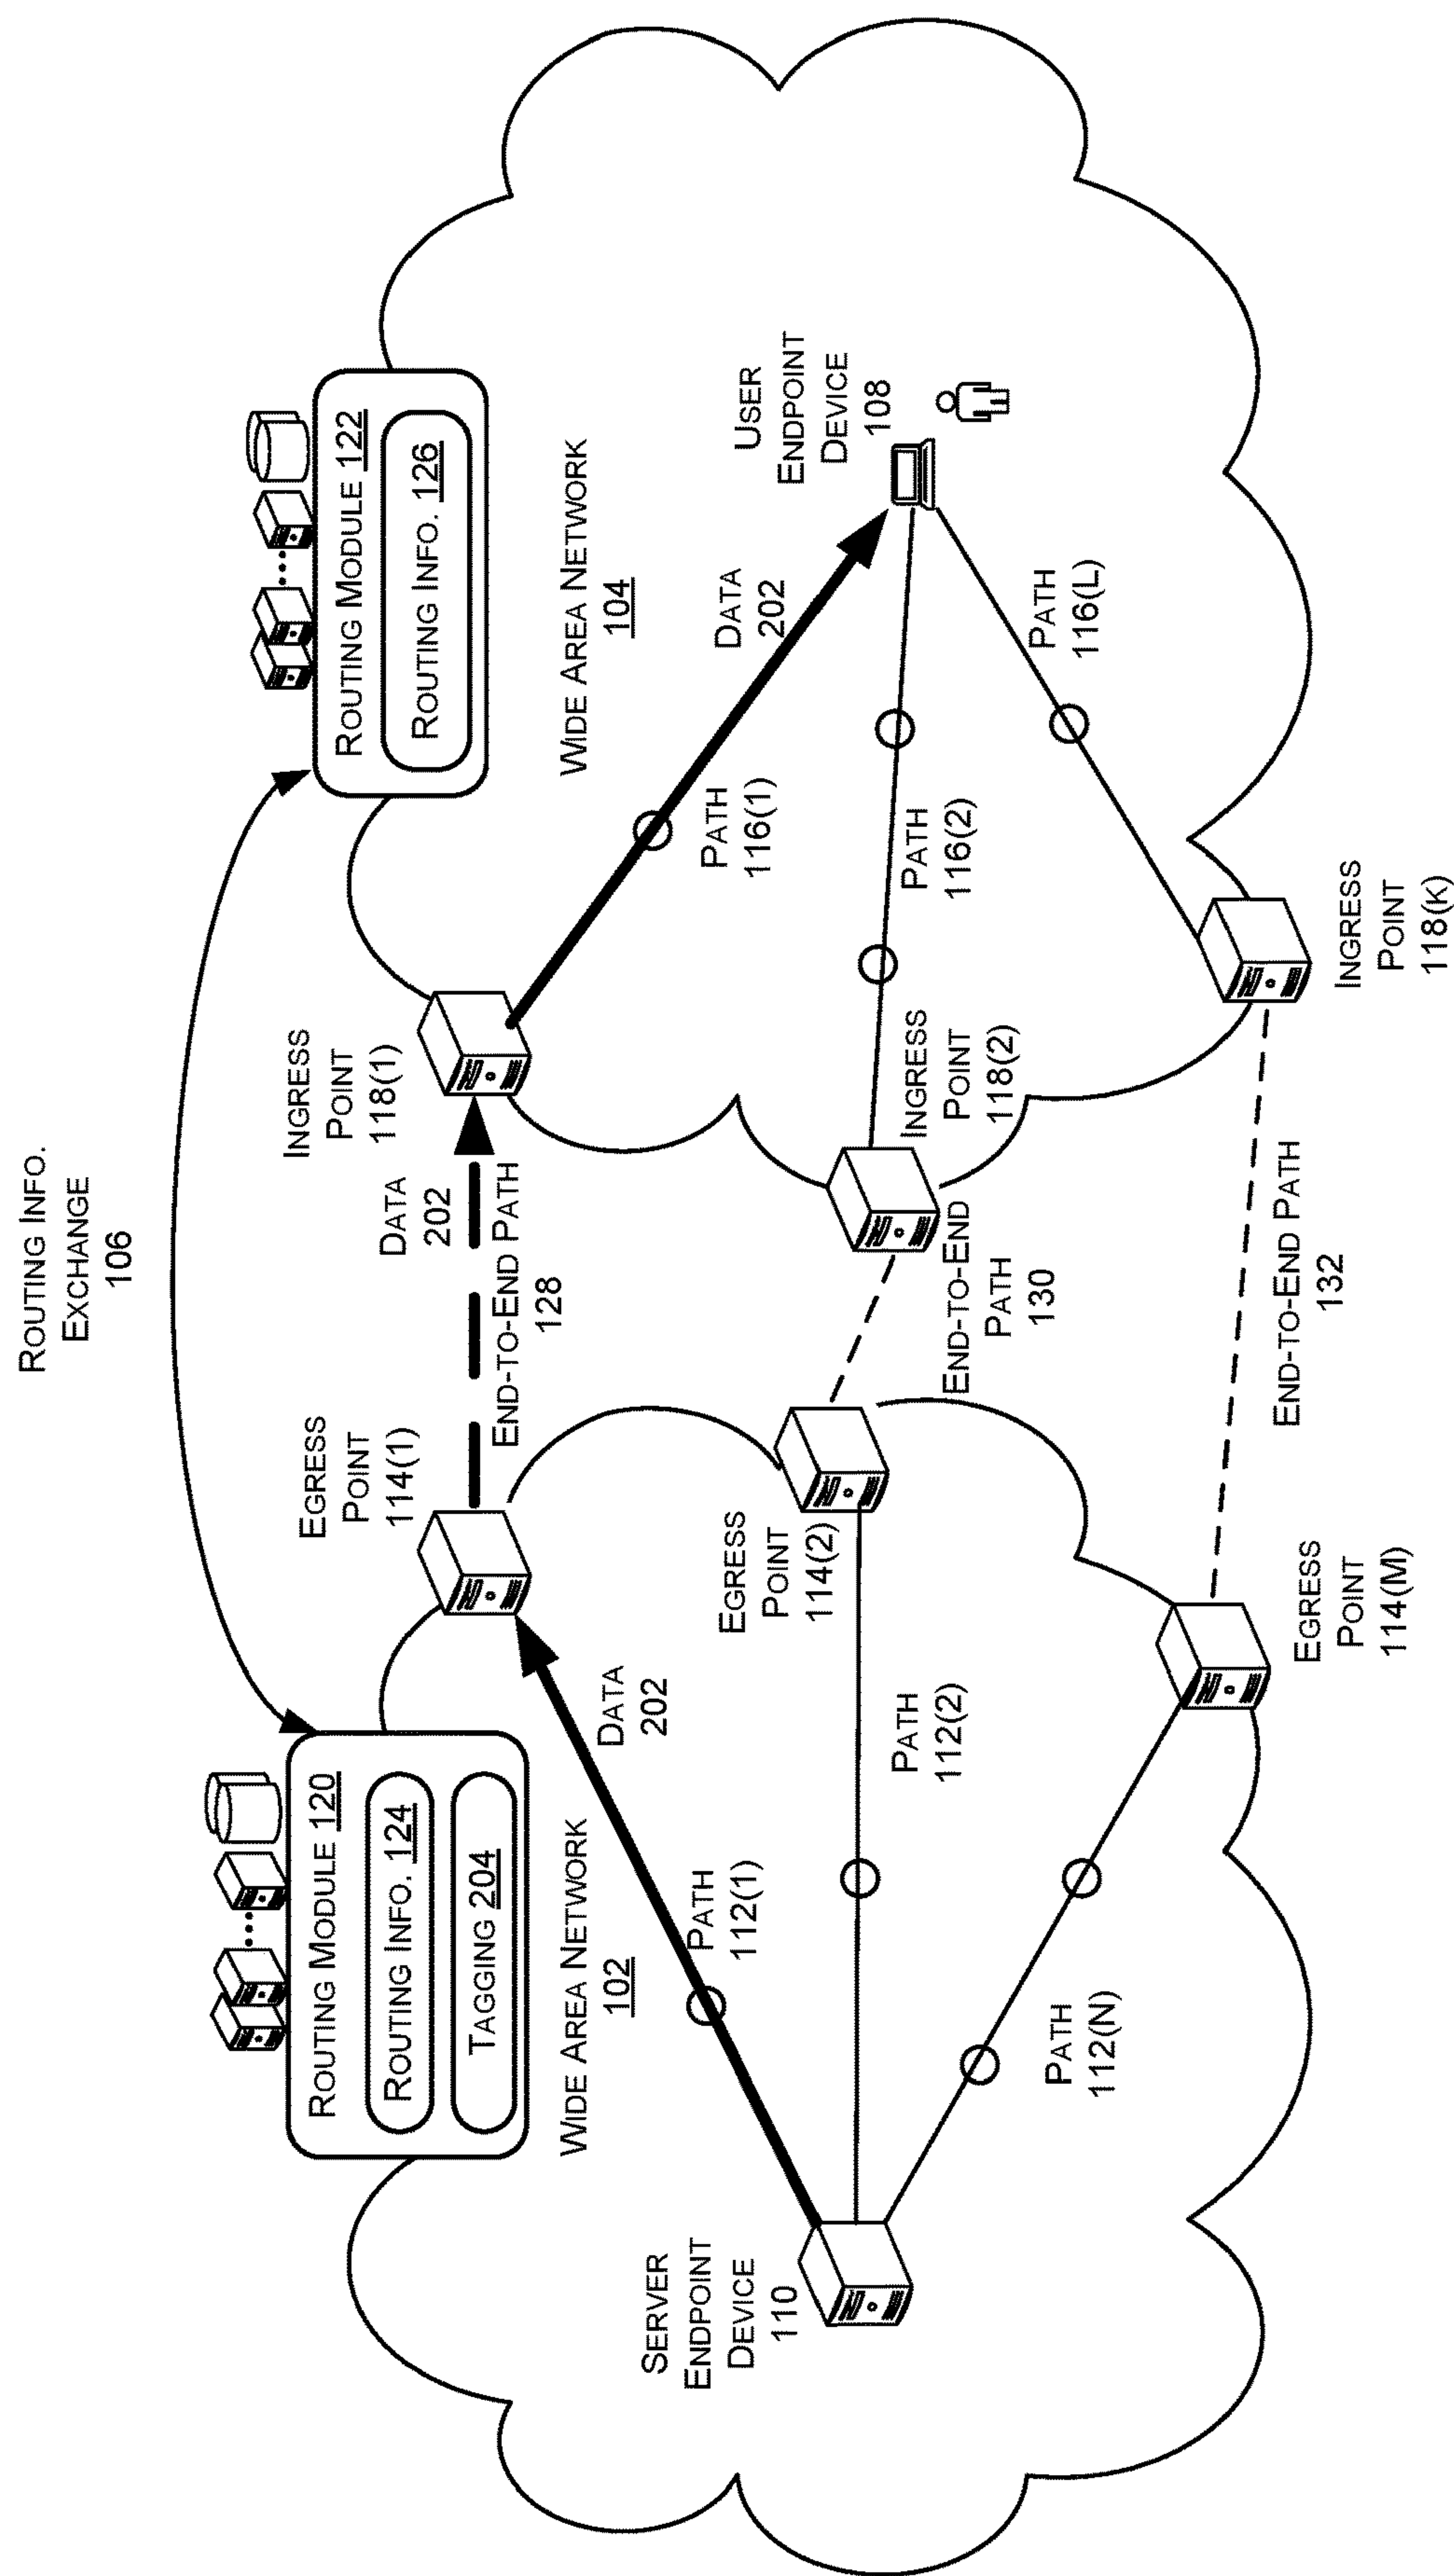 ROUTING INFO.
EXCHANGE
106
ROUTING MODULE 120
ROUTING INFO. 124
TAGGING 204
WIDE AREA NETWORK
102
ROUTING MODULE 122
ROUTING INFO. 126
WIDE AREA NETWORK
104
EGRESS
POINT
114(1)
INGRESS
POINT
118(1)
DATA
202
END-TO-END PATH
128
DATA
202
PATH
112(1)
DATA
202
PATH
116(1)
SERVER
ENDPOINT
DEVICE
110
USER
ENDPOINT
DEVICE
108
EGRESS
POINT
114(2)
INGRESS
POINT
118(2)
PATH
112(2)
PATH
116(2)
END-TO-END
PATH
130
PATH
112(N)
PATH
116(L)
END-TO-END PATH
132
EGRESS
POINT
114(M)
INGRESS
POINT
118(K)